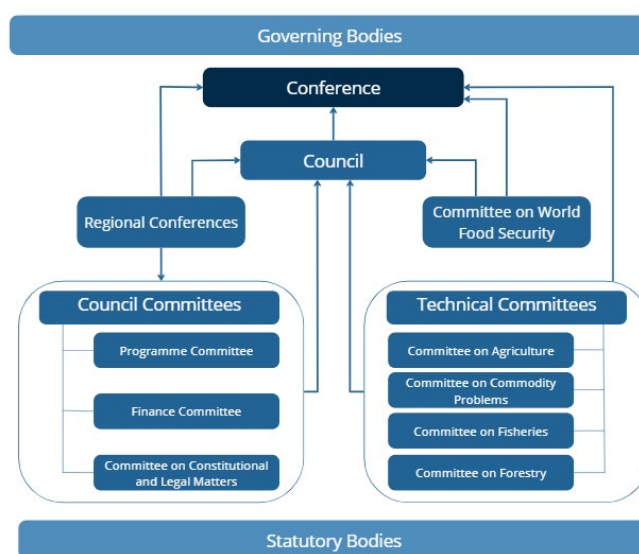 Governing Bodies
Conference
Council
Regional Conferences
Committee on World
Food Security
Council Committees
Programme Committee
Finance Committee
Committee on Constitutional
and Legal Matters
Technical Committees
Committee on Agriculture
Committee on Commodity
Problems
Committee on Fisheries
Committee on Forestry
Statutory Bodies